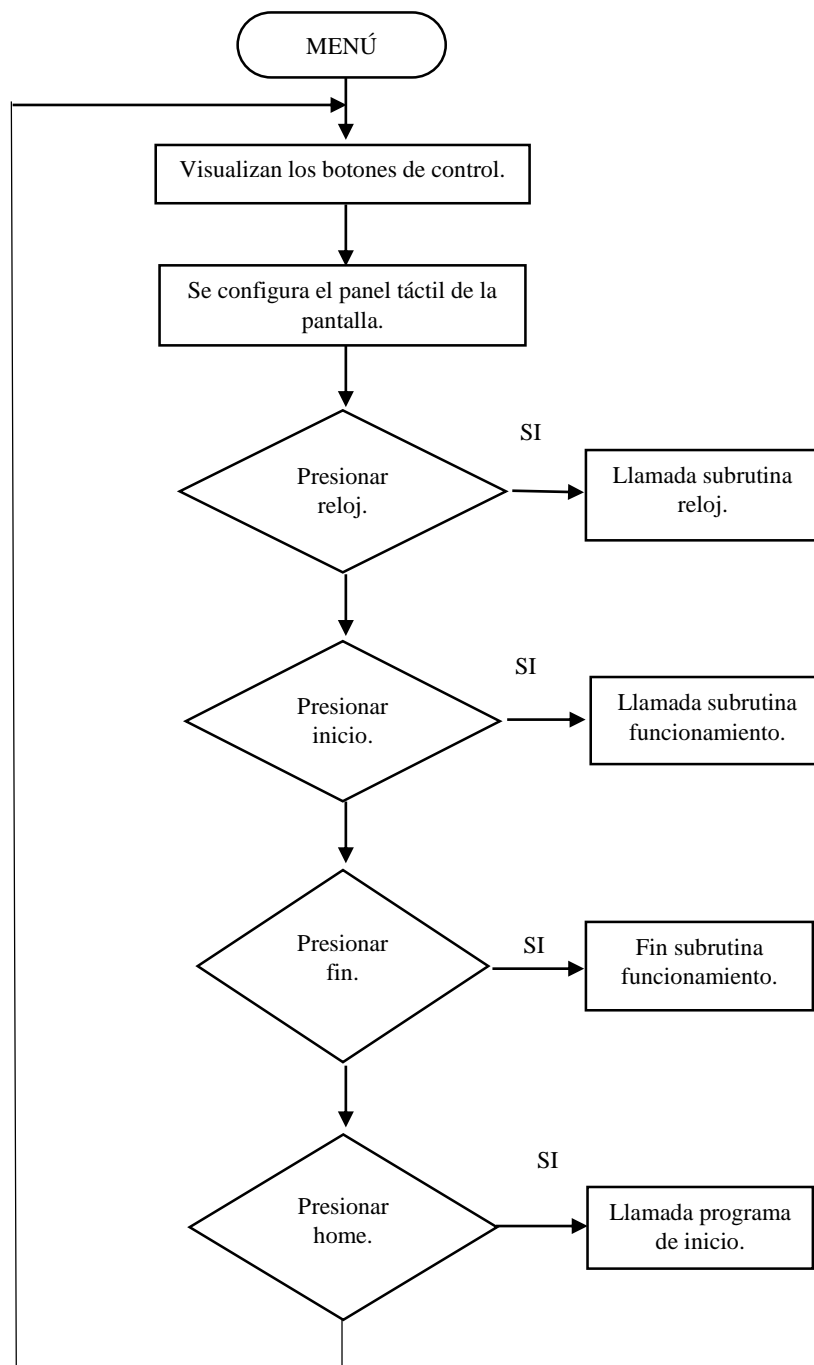 MENÚ
Visualizan los botones de control.
Se configura el panel táctil de la
pantalla.
SI
Presionar
reloj.
Llamada subrutina
reloj.
SI
Presionar
inicio.
Llamada subrutina
funcionamiento.
Presionar
fin.
SI
Fin subrutina
funcionamiento.
SI
Presionar
home.
Llamada programa
de inicio.